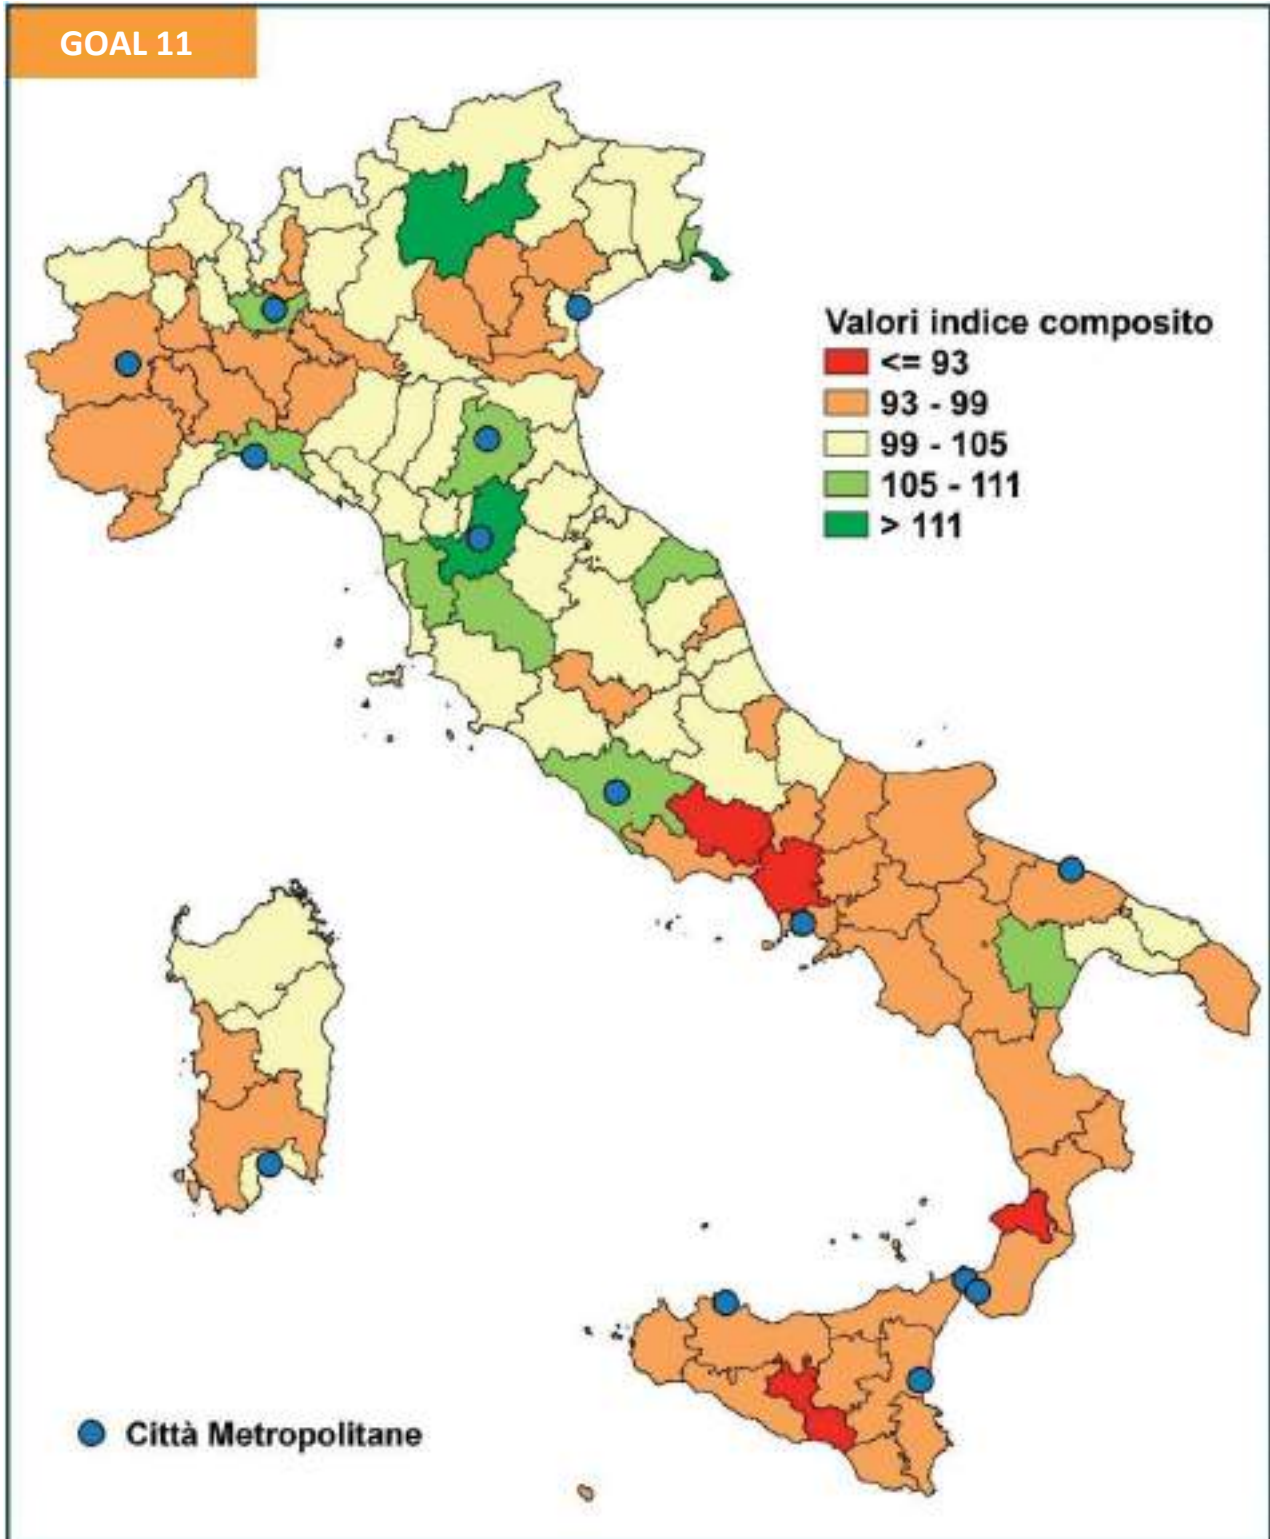 GOAL 11
Valori indice composito
<= 93
93 - 99
99 - 105
105 - 111
> 111
Città Metropolitane